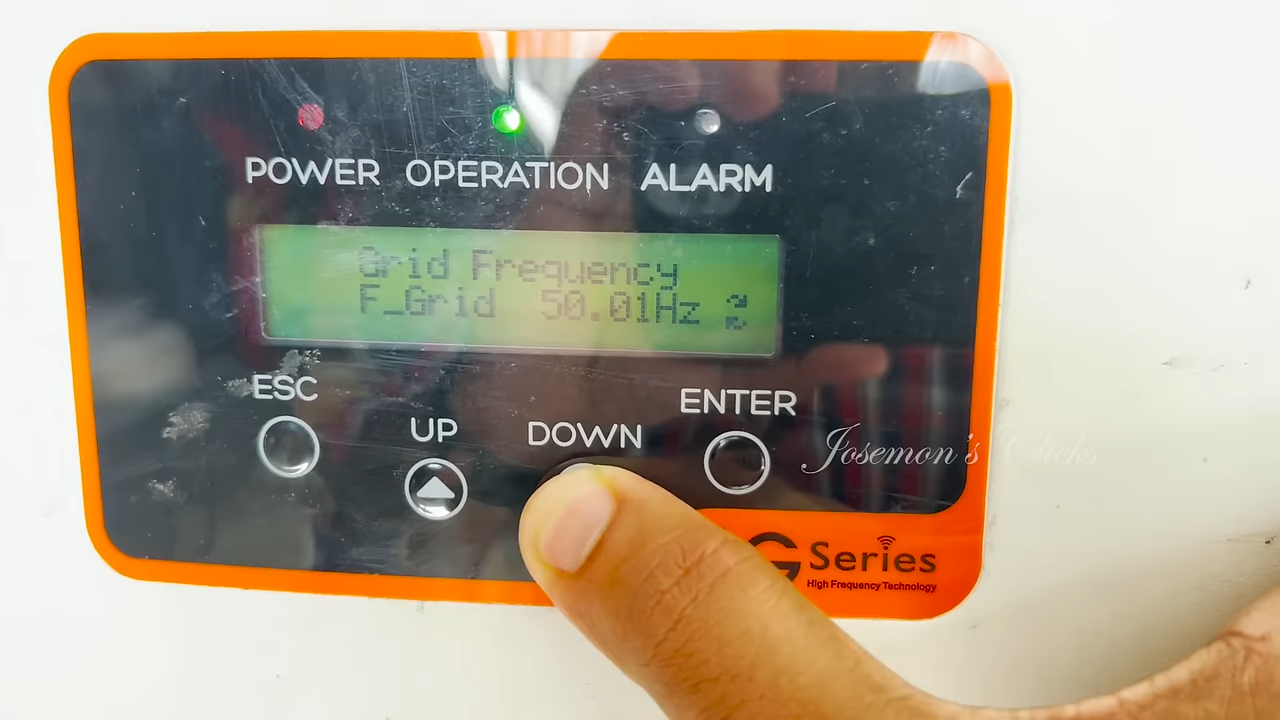 POWER OPERATION ALARM
Grid Frequency
F_Grid 50.01Hz
ESC
UP
DOWN
ENTER
Josemon's Clicks
G Series
High Frequency Technology